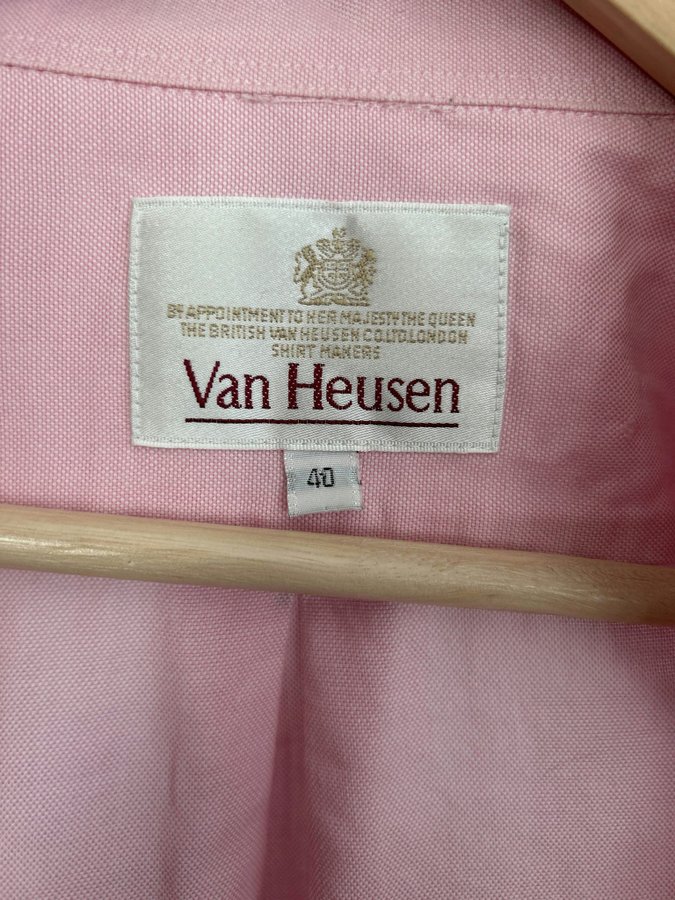 BY APPOINTMENT TO HER MAJESTY THE QUEEN
THE BRITISH VAN HEUSEN CO LTD LONDON
SHIRT MAKERS
Van Heusen
40